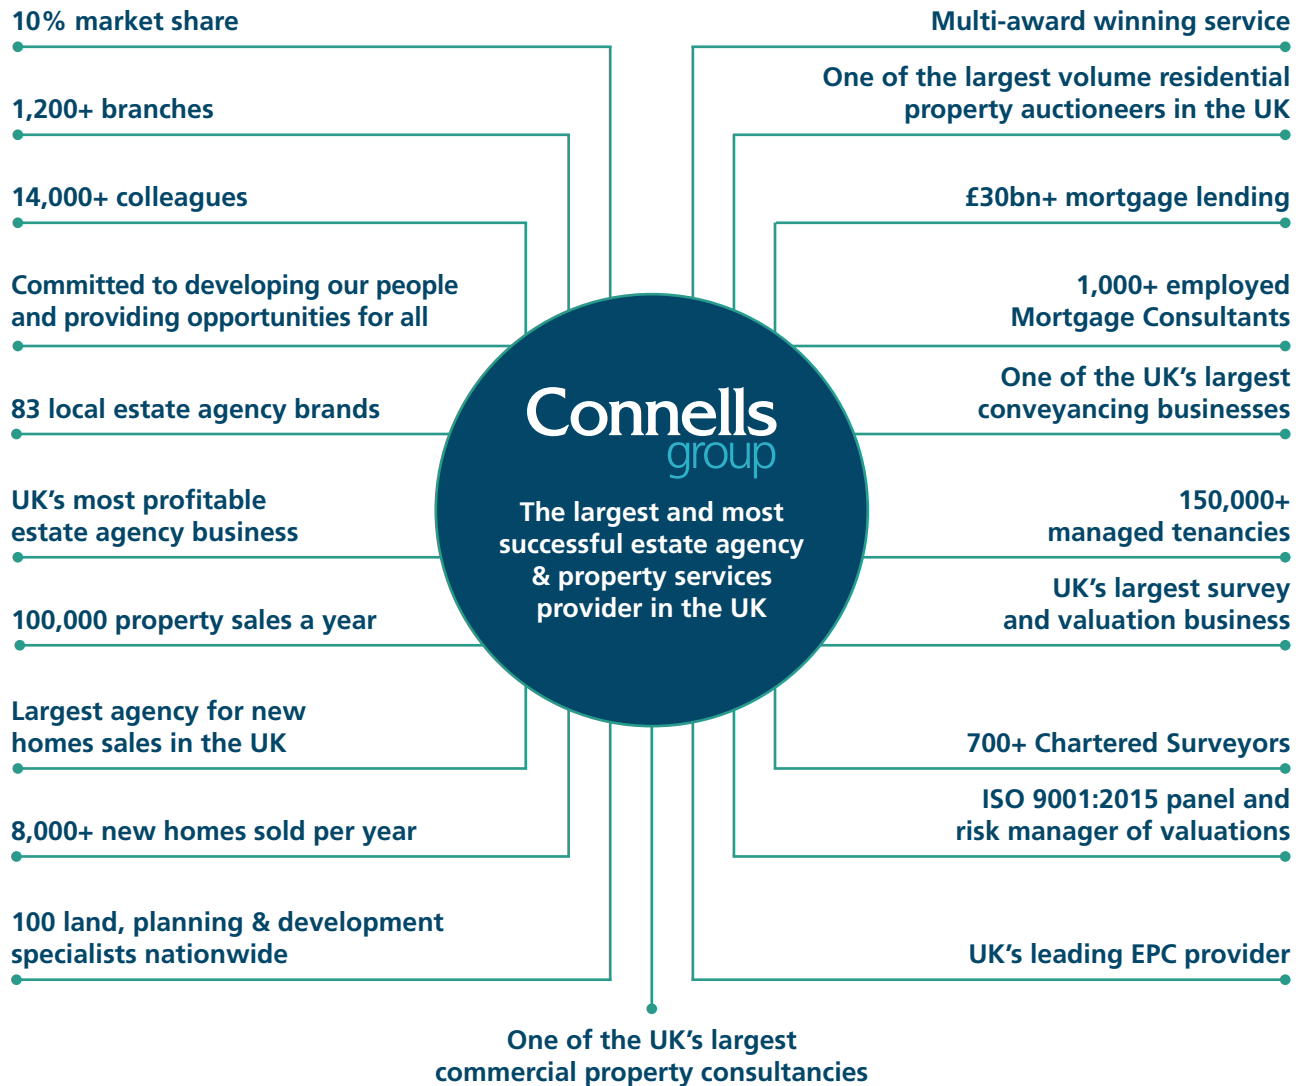 10% market share
1,200+ branches
14,000+ colleagues
Committed to developing our people
and providing opportunities for all
83 local estate agency brands
UK’s most profitable
estate agency business
100,000 property sales a year
Largest agency for new
homes sales in the UK
8,000+ new homes sold per year
100 land, planning & development
specialists nationwide
Connells
group
The largest and most
successful estate agency
& property services
provider in the UK
Multi-award winning service
One of the largest volume residential
property auctioneers in the UK
£30bn+ mortgage lending
1,000+ employed
Mortgage Consultants
One of the UK’s largest
conveyancing businesses
150,000+
managed tenancies
UK’s largest survey
and valuation business
700+ Chartered Surveyors
ISO 9001:2015 panel and
risk manager of valuations
UK’s leading EPC provider
One of the UK’s largest
commercial property consultancies